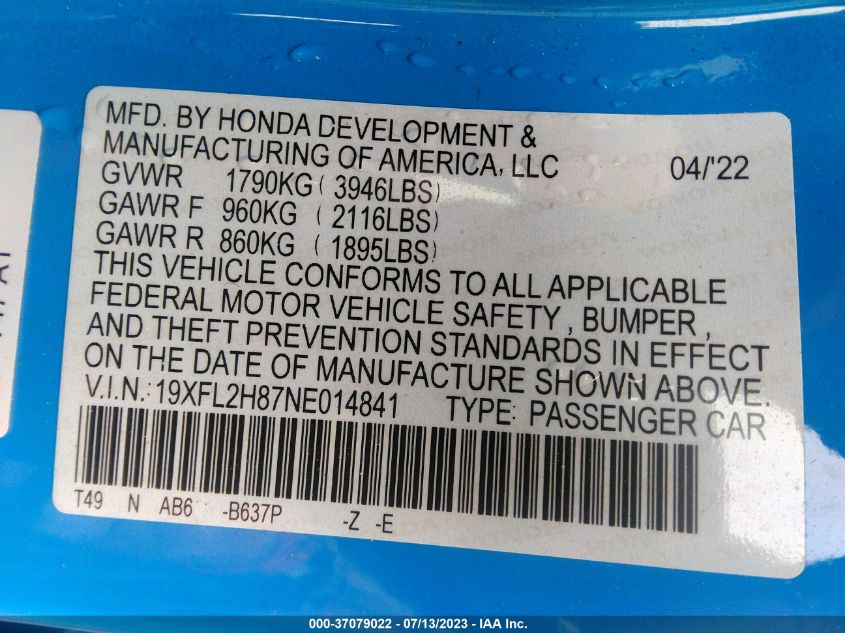 MFD. BY HONDA DEVELOPMENT &
MANUFACTURING OF AMERICA, LLC 04/'22
GVWR 1790KG ( 3946LBS)
GAWR F 960KG ( 2116LBS)
GAWR R 860KG ( 1895LBS)
THIS VEHICLE CONFORMS TO ALL APPLICABLE
FEDERAL MOTOR VEHICLE SAFETY , BUMPER ,
AND THEFT PREVENTION STANDARDS IN EFFECT
ON THE DATE OF MANUFACTURE SHOWN ABOVE.
V.I.N.: 19XFL2H87NE014841 TYPE: PASSENGER CAR
T49 N AB6 -B637P -Z -E
000-37079022 - 07/13/2023 - IAA Inc.